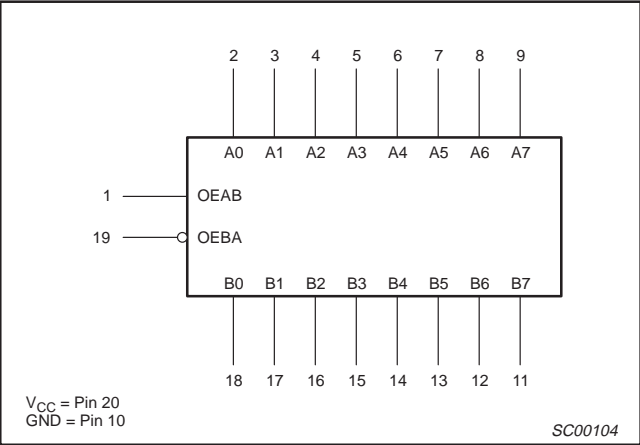 2 3 4 5 6 7 8 9
A0 A1 A2 A3 A4 A5 A6 A7
1 OEAB
19 OEBA
B0 B1 B2 B3 B4 B5 B6 B7
18 17 16 15 14 13 12 11
VCC = Pin 20
GND = Pin 10
SC00104